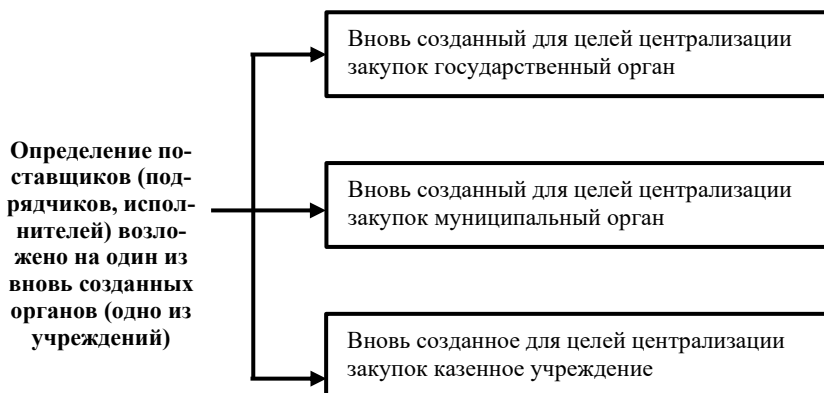 Определение по-
ставщиков (под-
рядчиков, испол-
нителей) возло-
жено на один из
вновь созданных
органов (одно из
учреждений)
Вновь созданный для целей централизации
закупок государственный орган
Вновь созданный для целей централизации
закупок муниципальный орган
Вновь созданное для целей централизации
закупок казенное учреждение